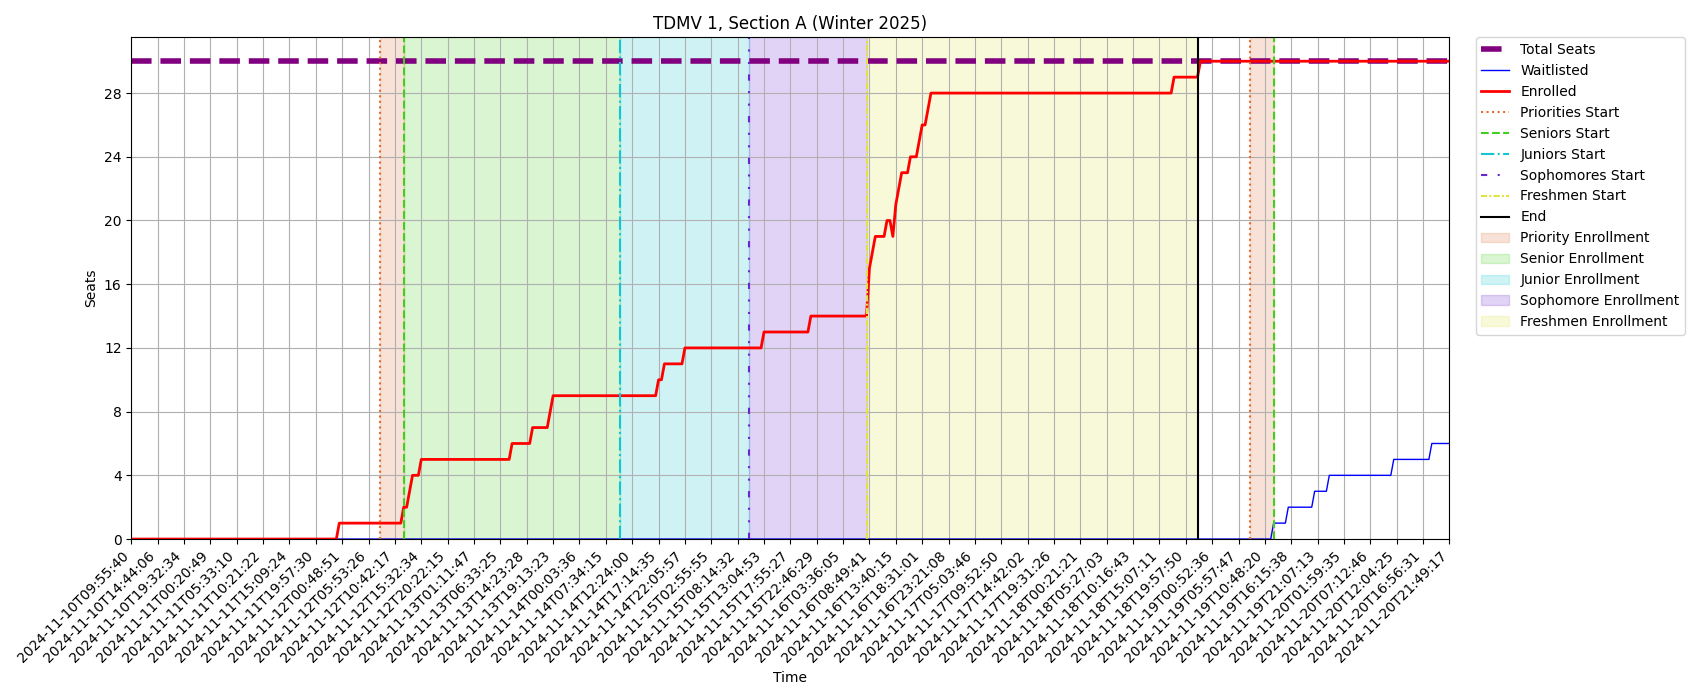 TDMV 1, Section A (Winter 2025)
Total Seats
Waitlisted
Enrolled
Priorities Start
Seniors Start
Juniors Start
Sophomores Start
Freshmen Start
End
Priority Enrollment
Senior Enrollment
Junior Enrollment
Sophomore Enrollment
Freshmen Enrollment
Seats
28
24
20
16
12
8
4
0
2024-11-10T09:55:40
2024-11-10T14:44:06
2024-11-10T19:32:34
2024-11-11T00:20:49
2024-11-11T05:33:10
2024-11-11T10:21:22
2024-11-11T15:09:24
2024-11-11T19:57:30
2024-11-12T00:48:51
2024-11-12T05:53:26
2024-11-12T10:42:17
2024-11-12T15:32:34
2024-11-12T20:22:15
2024-11-13T01:11:47
2024-11-13T06:33:25
2024-11-13T14:23:28
2024-11-13T19:13:23
2024-11-14T00:03:36
2024-11-14T07:34:15
2024-11-14T12:24:00
2024-11-14T17:14:35
2024-11-14T22:05:57
2024-11-15T02:55:55
2024-11-15T08:14:32
2024-11-15T13:04:53
2024-11-15T17:55:27
2024-11-15T22:46:29
2024-11-16T03:36:05
2024-11-16T08:49:41
2024-11-16T13:40:15
2024-11-16T18:31:01
2024-11-16T23:21:08
2024-11-17T05:03:46
2024-11-17T09:52:50
2024-11-17T14:42:02
2024-11-17T19:31:26
2024-11-18T00:21:21
2024-11-18T05:27:03
2024-11-18T10:16:43
2024-11-18T15:07:11
2024-11-18T19:57:50
2024-11-19T00:52:36
2024-11-19T05:57:47
2024-11-19T10:48:20
2024-11-19T16:15:38
2024-11-19T21:07:13
2024-11-20T01:59:35
2024-11-20T07:12:46
2024-11-20T12:04:25
2024-11-20T16:56:31
2024-11-20T21:49:17
Time